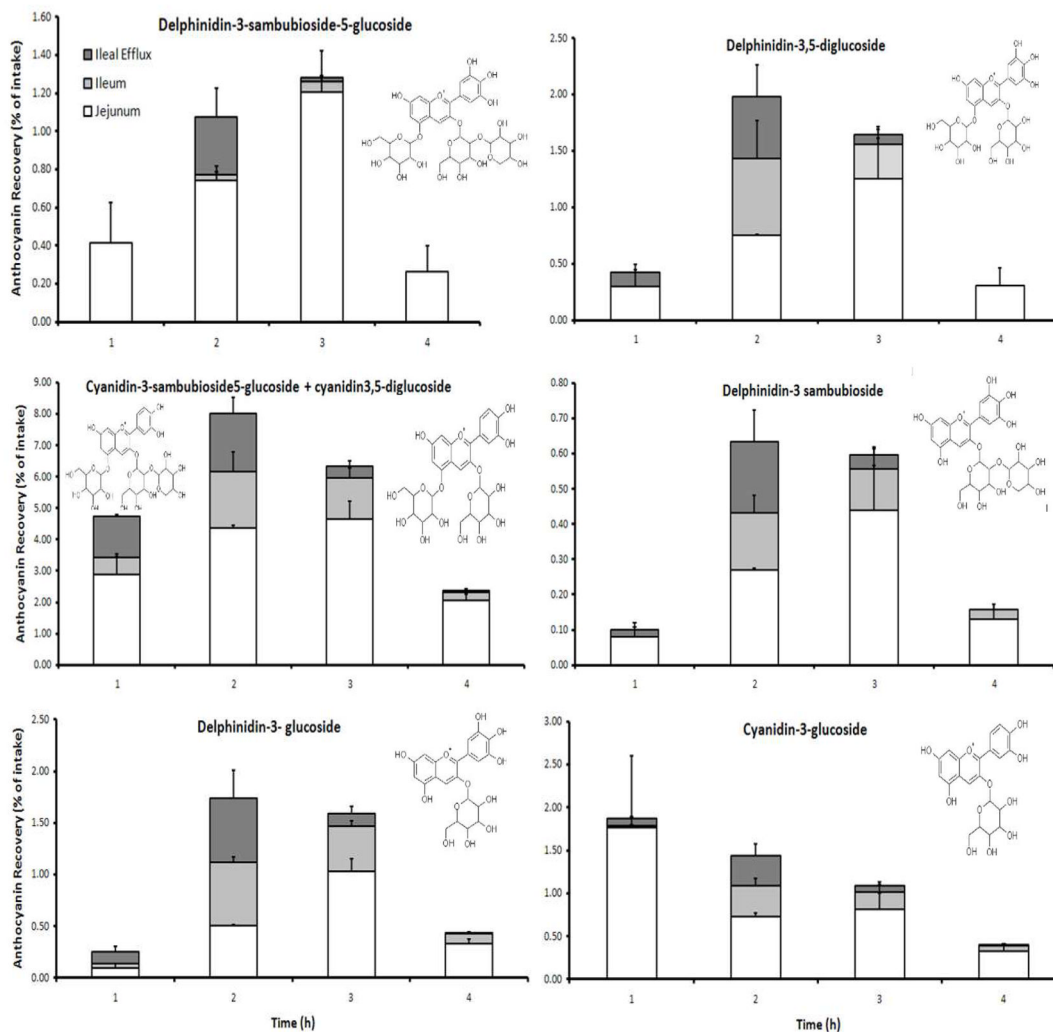 Delphinidin-3-sambubioside-5-glucoside
Anthocyanin Recovery (% of intake)
1.60
1.40
1.20
1.00
0.80
0.60
0.40
0.20
0.00
Ileal Efflux
Ileum
Jejunum
1 2 3 4
Delphinidin-3,5-diglucoside
2.50
2.00
1.50
1.00
0.50
0.00
1 2 3 4
Cyanidin-3-sambubioside5-glucoside + cyanidin3,5-diglucoside
Anthocyanin Recovery (% of intake)
9.00
8.00
7.00
6.00
5.00
4.00
3.00
2.00
1.00
0.00
1 2 3 4
Delphinidin-3 sambubioside
0.80
0.70
0.60
0.50
0.40
0.30
0.20
0.10
0.00
1 2 3 4
Delphinidin-3- glucoside
Anthocyanin Recovery (% of intake)
2.50
2.00
1.50
1.00
0.50
0.00
1 2 3 4
Time (h)
Cyanidin-3-glucoside
3.00
2.50
2.00
1.50
1.00
0.50
0.00
1 2 3 4
Time (h)